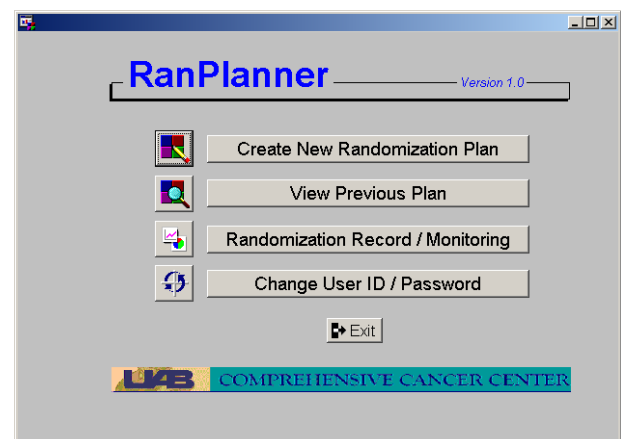 RanPlanner
Version 1.0
Create New Randomization Plan
View Previous Plan
Randomization Record / Monitoring
Change User ID / Password
Exit
UAB COMPREHENSIVE CANCER CENTER